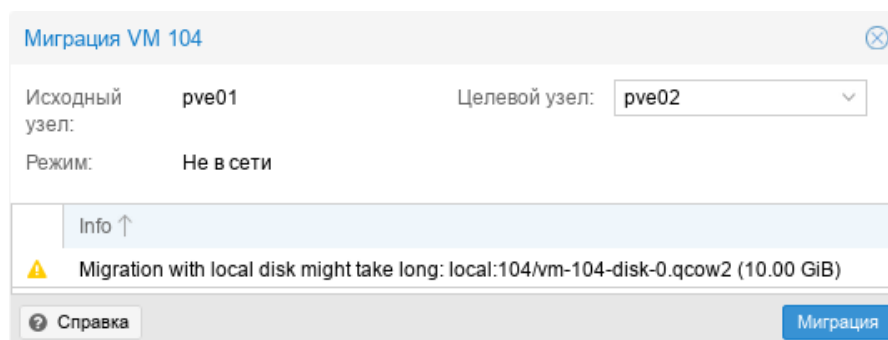 Миграция VM 104
Исходный узел: pve01 Целевой узел: pve02
Режим: Не в сети
Info ↑
Migration with local disk might take long: local:104/vm-104-disk-0.qcow2 (10.00 GiB)
Справка Миграция